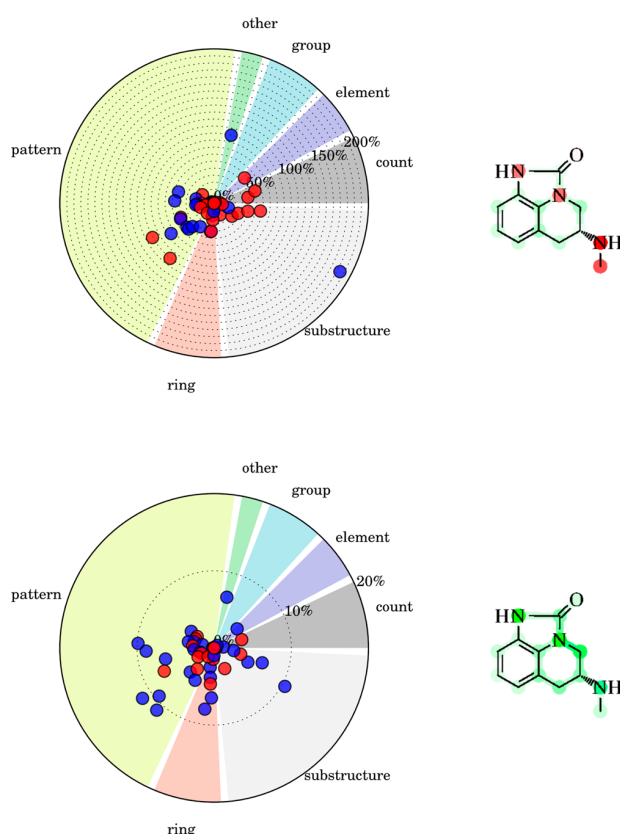 other
group
element
200%
150%
count
100%
pattern
50%
0%
substructure
ring
O
HN
N
NH
other
group
element
20%
count
10%
pattern
0%
substructure
ring
O
HN
N
NH